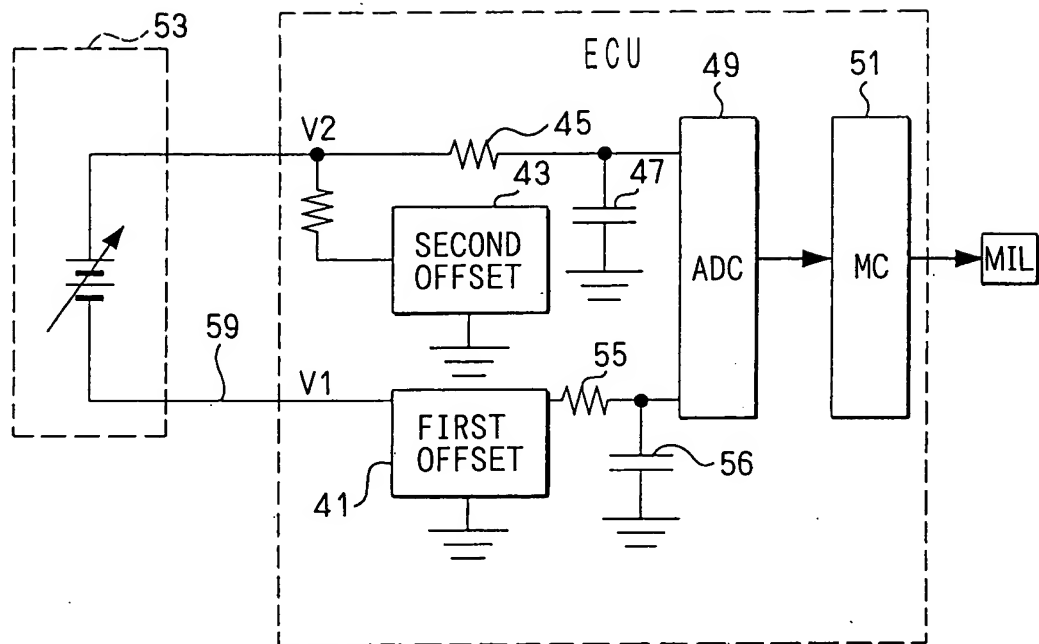 53
ECU
49
51
V2
45
43
47
SECOND
OFFSET
ADC
MC
MIL
59
V1
55
FIRST
OFFSET
41
56